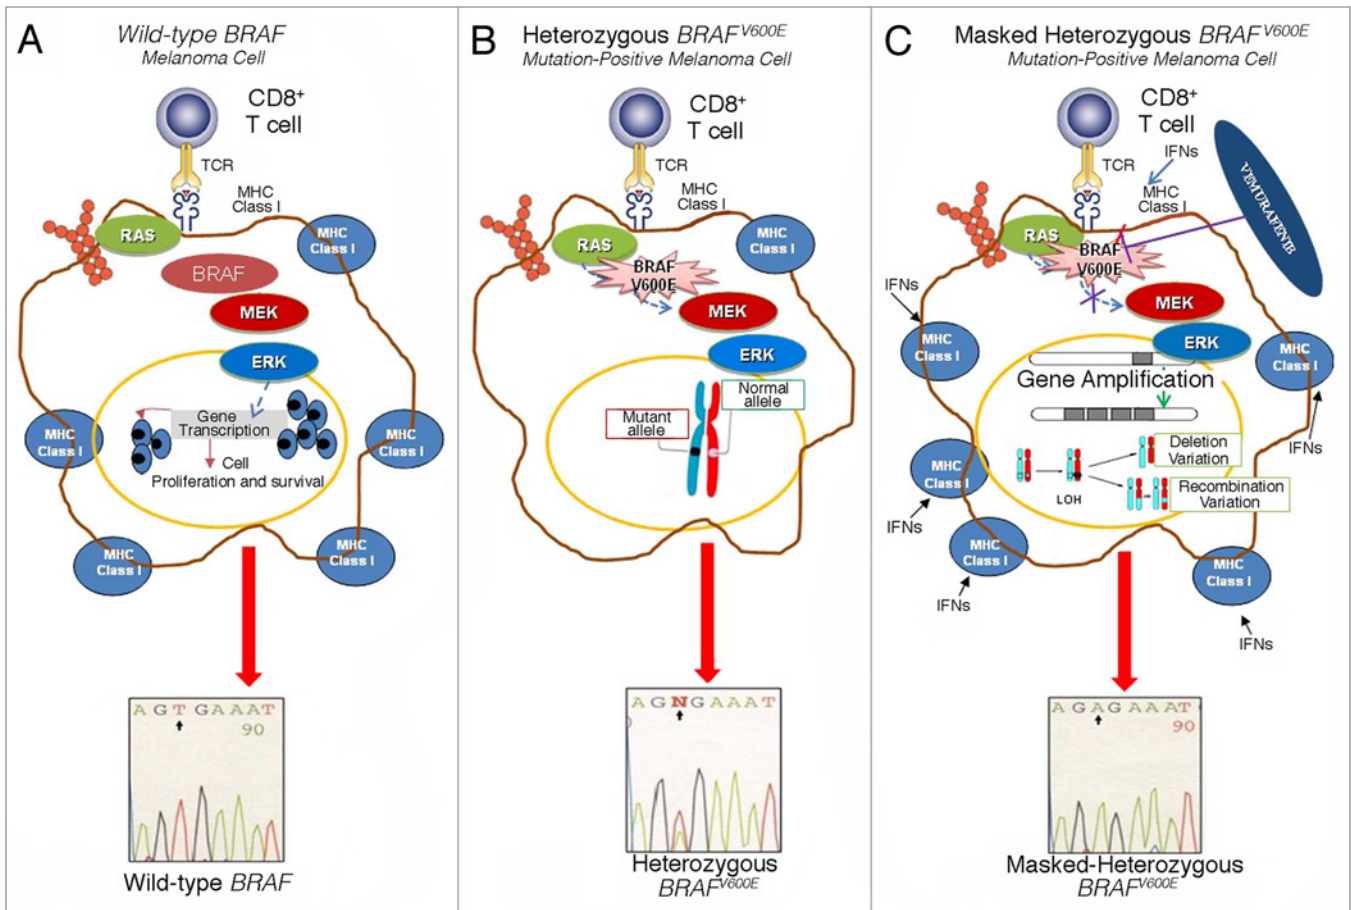 A
Wild-type BRAF
Melanoma Cell
CD8+
T cell
TCR
MHC
Class I
RAS
MHC
Class I
BRAF
MEK
ERK
Gene
Transcription
Cell
Proliferation and survival
MHC
Class I
MHC
Class I
MHC
Class I
MHC
Class I
A G T G A A A T
90
Wild-type BRAF
B
Heterozygous BRAFV600E
Mutation-Positive Melanoma Cell
CD8+
T cell
TCR
MHC
Class I
RAS
MHC
Class I
BRAF
V600E
MEK
ERK
Normal
allele
Mutant
allele
A G N G A A A T
Heterozygous
BRAFV600E
C
Masked Heterozygous BRAFV600E
Mutation-Positive Melanoma Cell
CD8+
T cell
IFNs
TCR
MHC
Class I
VEMURAFENIB
RAS
BRAF
V600E
IFNs
MEK
ERK
MHC
Class I
MHC
Class I
Gene Amplification
IFNs
Deletion
Variation
MHC
Class I
LOH
Recombination
Variation
IFNs
MHC
Class I
MHC
Class I
IFNs
IFNs
A G A G A A A T
90
Masked-Heterozygous
BRAFV600E